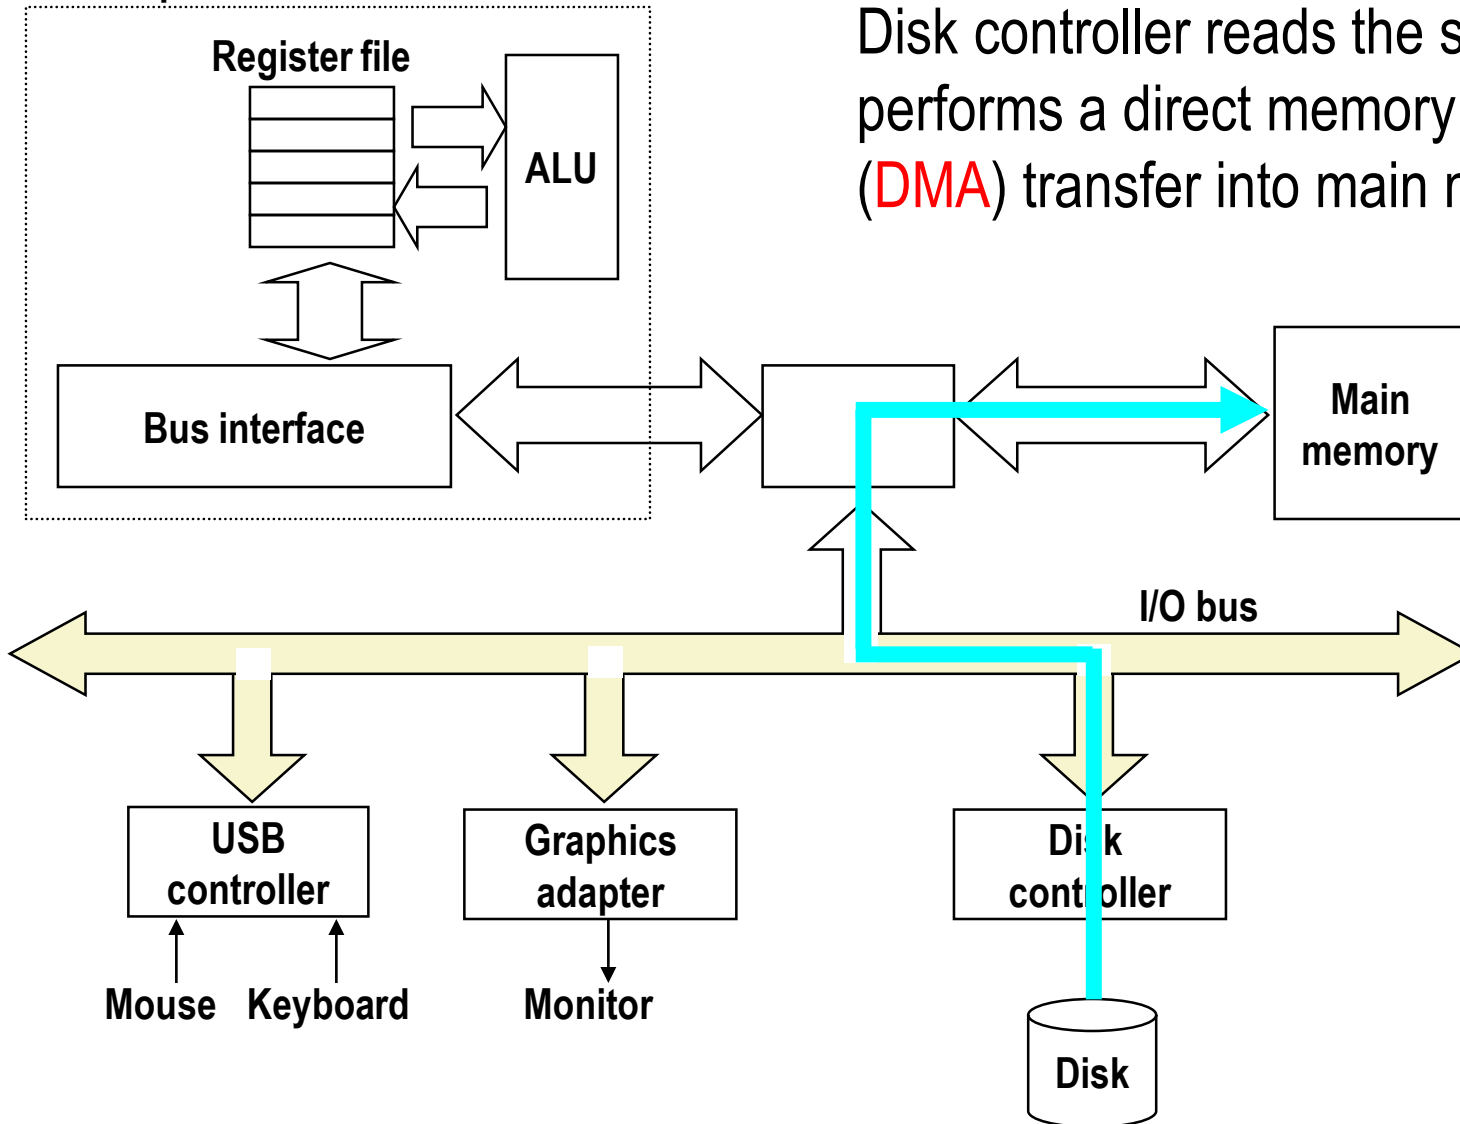 Disk controller reads the s
performs a direct memory
(DMA) transfer into main
Register file
ALU
Bus interface
Main
memory
I/O bus
USB
controller
Graphics
adapter
Disk
controller
Mouse Keyboard
Monitor
Disk